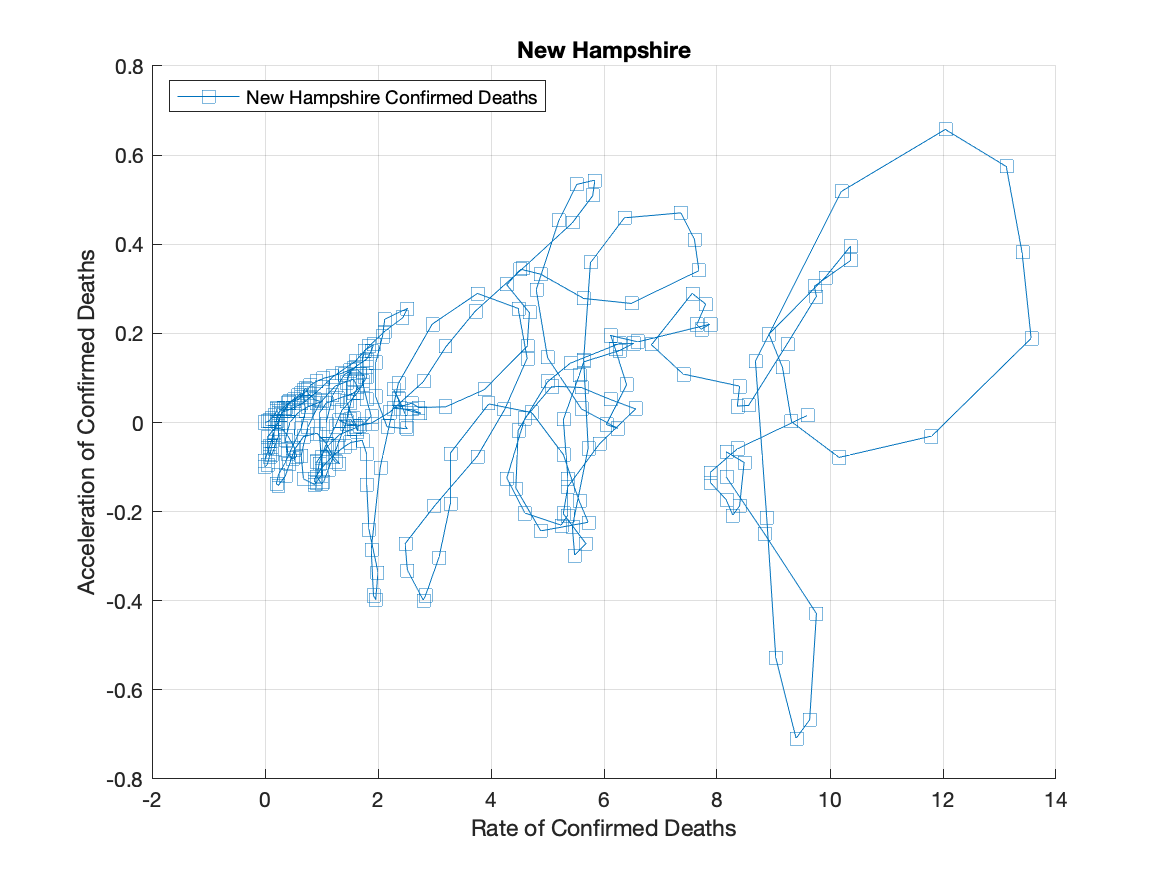 New Hampshire
New Hampshire Confirmed Deaths
0.8
0.6
0.4
0.2
0
-0.2
-0.4
-0.6
-0.8
Acceleration of Confirmed Deaths
-2 0 2 4 6 8 10 12 14
Rate of Confirmed Deaths